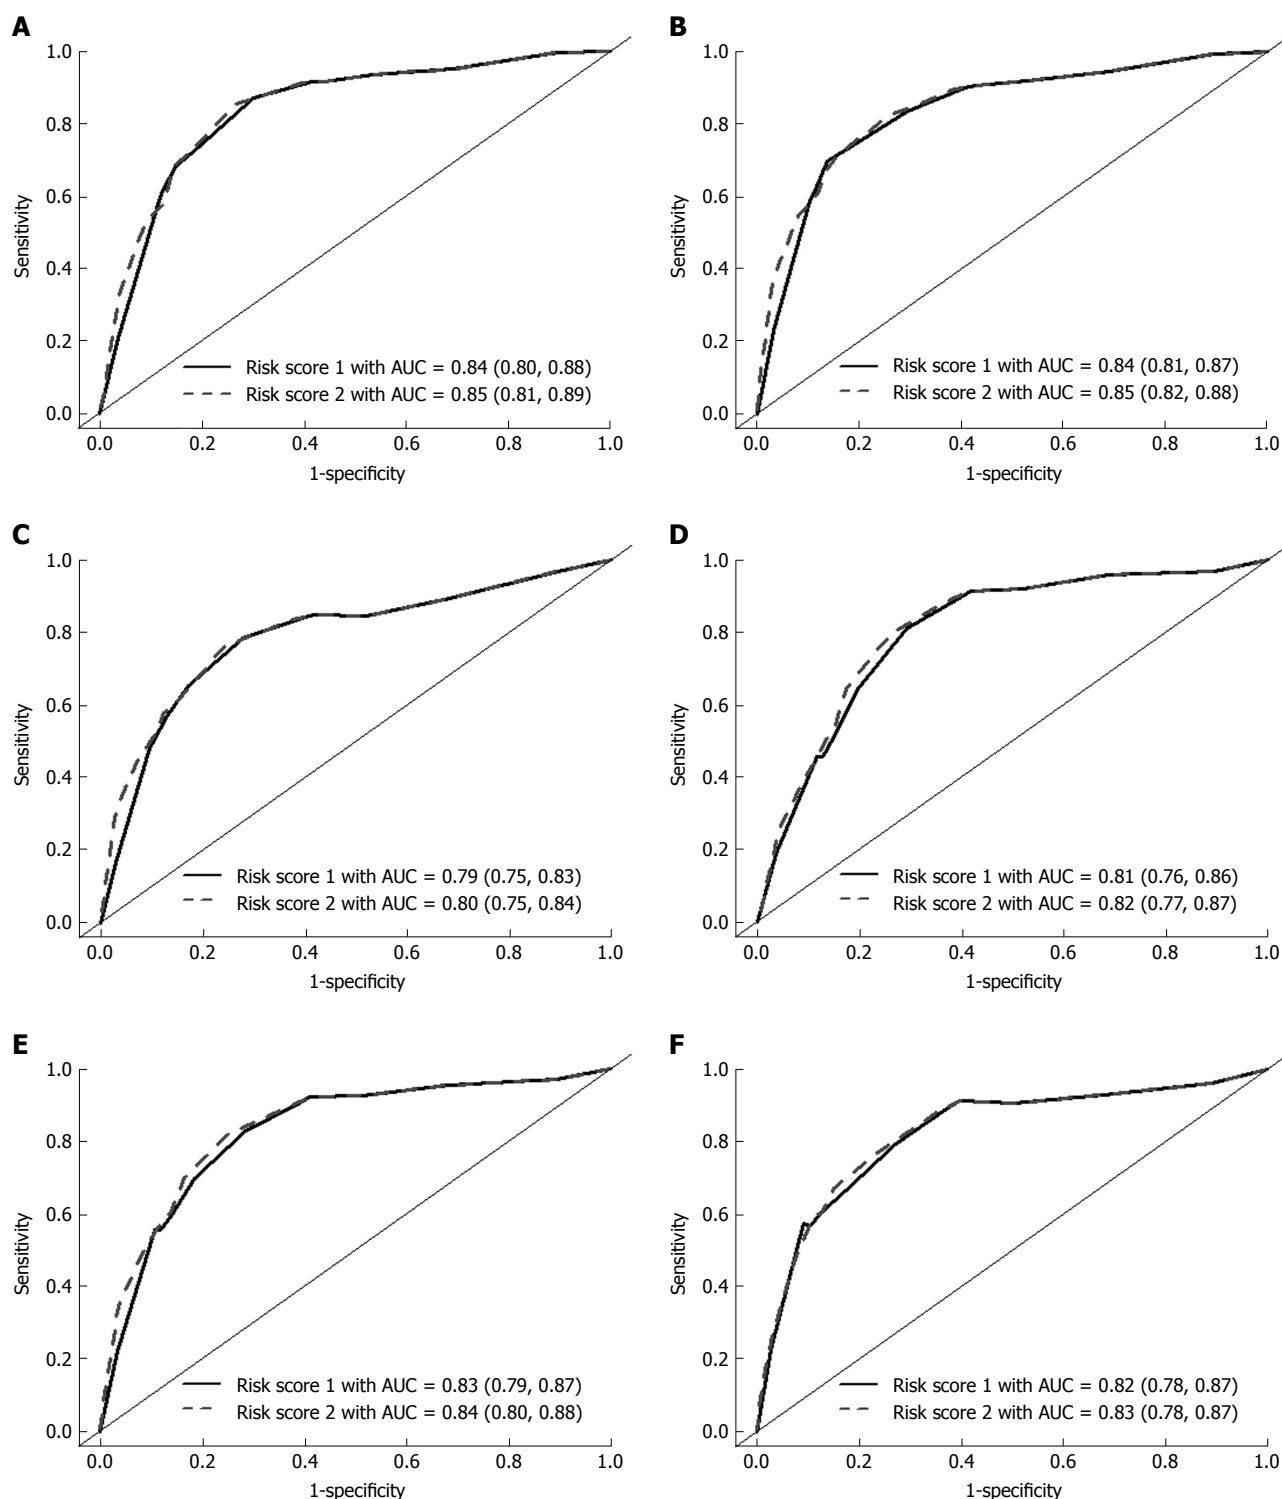 A
1.0
0.8
0.6
0.4
0.2
0.0
Sensitivity
Risk score 1 with AUC = 0.84 (0.80, 0.88)
Risk score 2 with AUC = 0.85 (0.81, 0.89)
0.0 0.2 0.4 0.6 0.8 1.0
1-specificity
B
1.0
0.8
0.6
0.4
0.2
0.0
Sensitivity
Risk score 1 with AUC = 0.84 (0.81, 0.87)
Risk score 2 with AUC = 0.85 (0.82, 0.88)
0.0 0.2 0.4 0.6 0.8 1.0
1-specificity
C
1.0
0.8
0.6
0.4
0.2
0.0
Sensitivity
Risk score 1 with AUC = 0.79 (0.75, 0.83)
Risk score 2 with AUC = 0.80 (0.75, 0.84)
0.0 0.2 0.4 0.6 0.8 1.0
1-specificity
D
1.0
0.8
0.6
0.4
0.2
0.0
Sensitivity
Risk score 1 with AUC = 0.81 (0.76, 0.86)
Risk score 2 with AUC = 0.82 (0.77, 0.87)
0.0 0.2 0.4 0.6 0.8 1.0
1-specificity
E
1.0
0.8
0.6
0.4
0.2
0.0
Sensitivity
Risk score 1 with AUC = 0.83 (0.79, 0.87)
Risk score 2 with AUC = 0.84 (0.80, 0.88)
0.0 0.2 0.4 0.6 0.8 1.0
1-specificity
F
1.0
0.8
0.6
0.4
0.2
0.0
Sensitivity
Risk score 1 with AUC = 0.82 (0.78, 0.87)
Risk score 2 with AUC = 0.83 (0.78, 0.87)
0.0 0.2 0.4 0.6 0.8 1.0
1-specificity